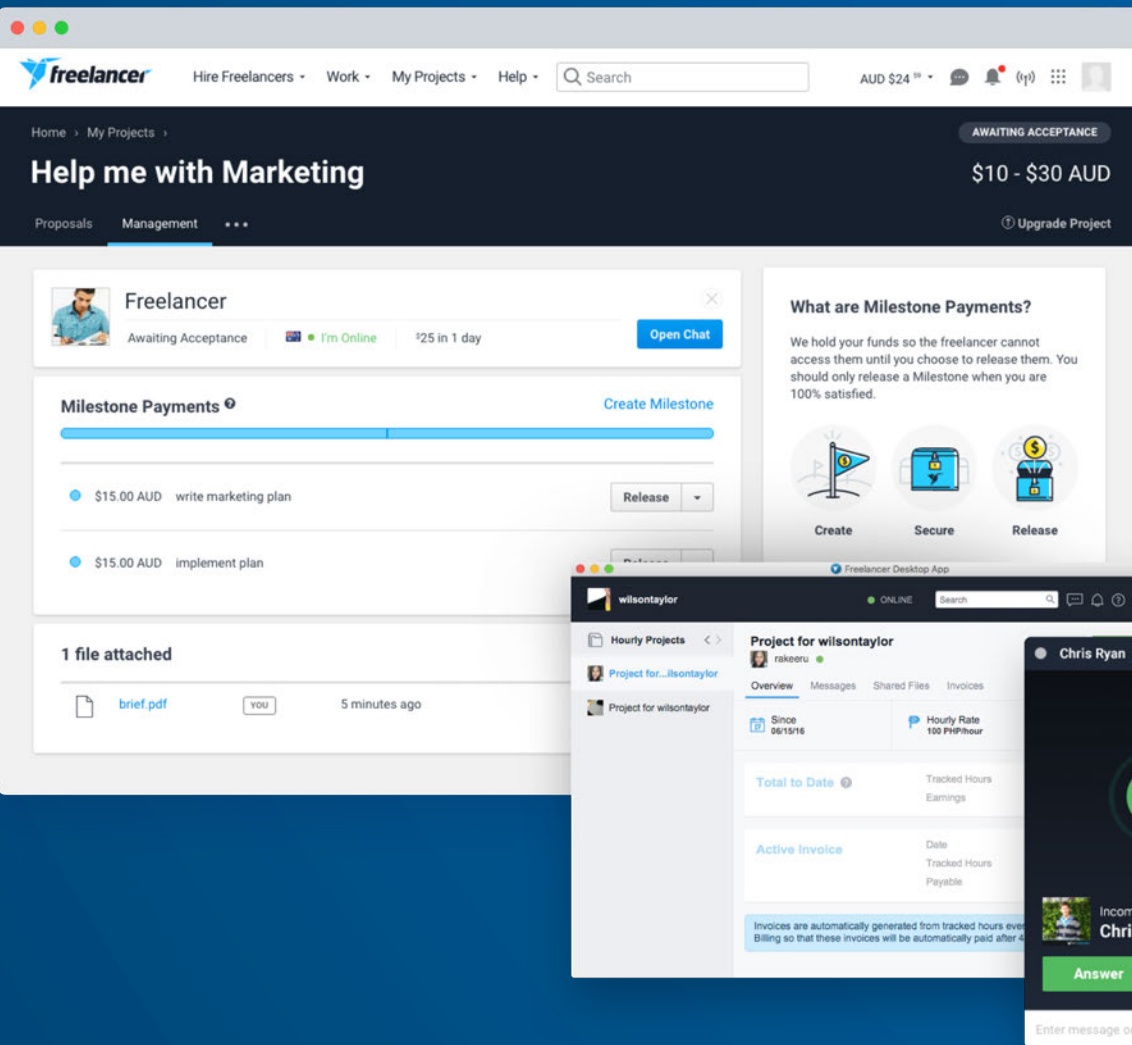 freelancer
Hire Freelancers Work My Projects Help Search AUD $24
Home › My Projects ›
AWAITING ACCEPTANCE
Help me with Marketing
$10 - $30 AUD
Proposals Management •••
Upgrade Project
Freelancer
Awaiting Acceptance I'm Online $25 in 1 day
Open Chat
Milestone Payments
Create Milestone
$15.00 AUD write marketing plan
Release
$15.00 AUD implement plan
Release
1 file attached
brief.pdf YOU 5 minutes ago
What are Milestone Payments?
We hold your funds so the freelancer cannot
access them until you choose to release them. You
should only release a Milestone when you are
100% satisfied.
Create Secure Release
Freelancer Desktop App
wilsontaylor
ONLINE Search
Hourly Projects < >
Project for...ilsontaylor
Project for wilsontaylor
Project for wilsontaylor
rakeeru
Overview Messages Shared Files Invoices
Since
06/15/16
Hourly Rate
100 PHP/hour
Total to Date
Tracked Hours
Earnings
Active Invoice
Date
Tracked Hours
Payable
Invoices are automatically generated from tracked hours
Billing so that these invoices will be automatically paid after
Chris Ryan
Incom
Chri
Answer
Enter message